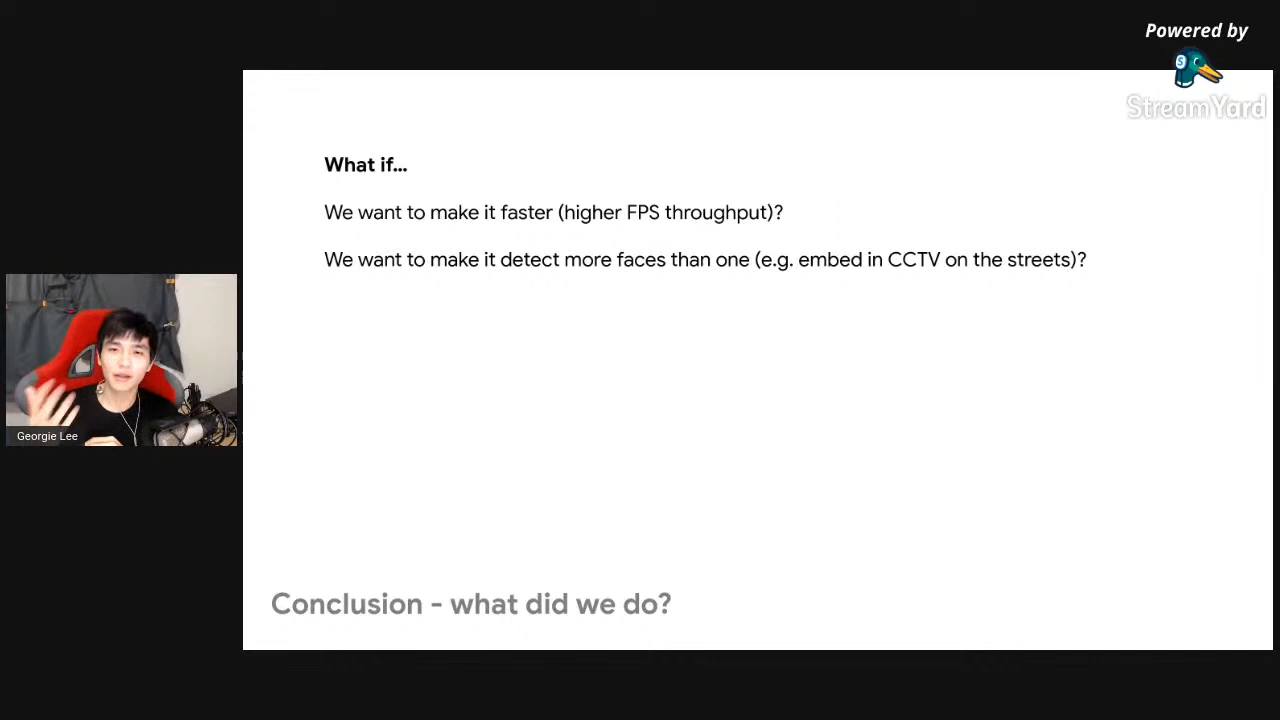 Powered by
StreamYard
What if...
We want to make it faster (higher FPS throughput)?
We want to make it detect more faces than one (e.g. embed in CCTV on the streets)?
Georgie Lee
Conclusion - what did we do?